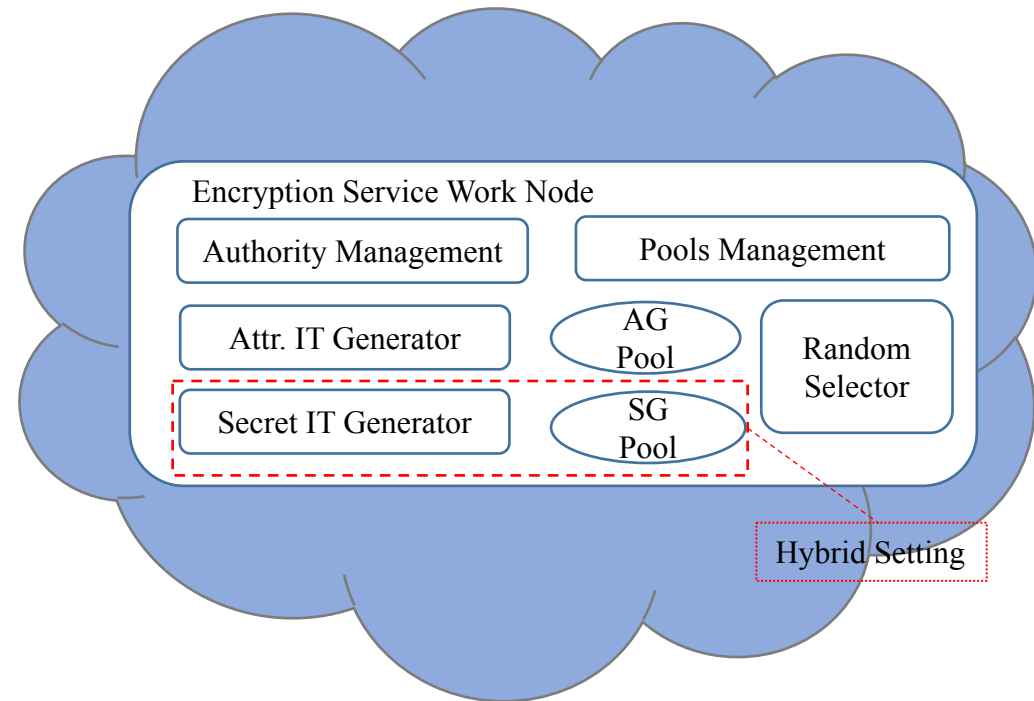 Encryption Service Work Node
Authority Management
Pools Management
Attr. IT Generator
AG
Pool
Random
Selector
Secret IT Generator
SG
Pool
Hybrid Setting